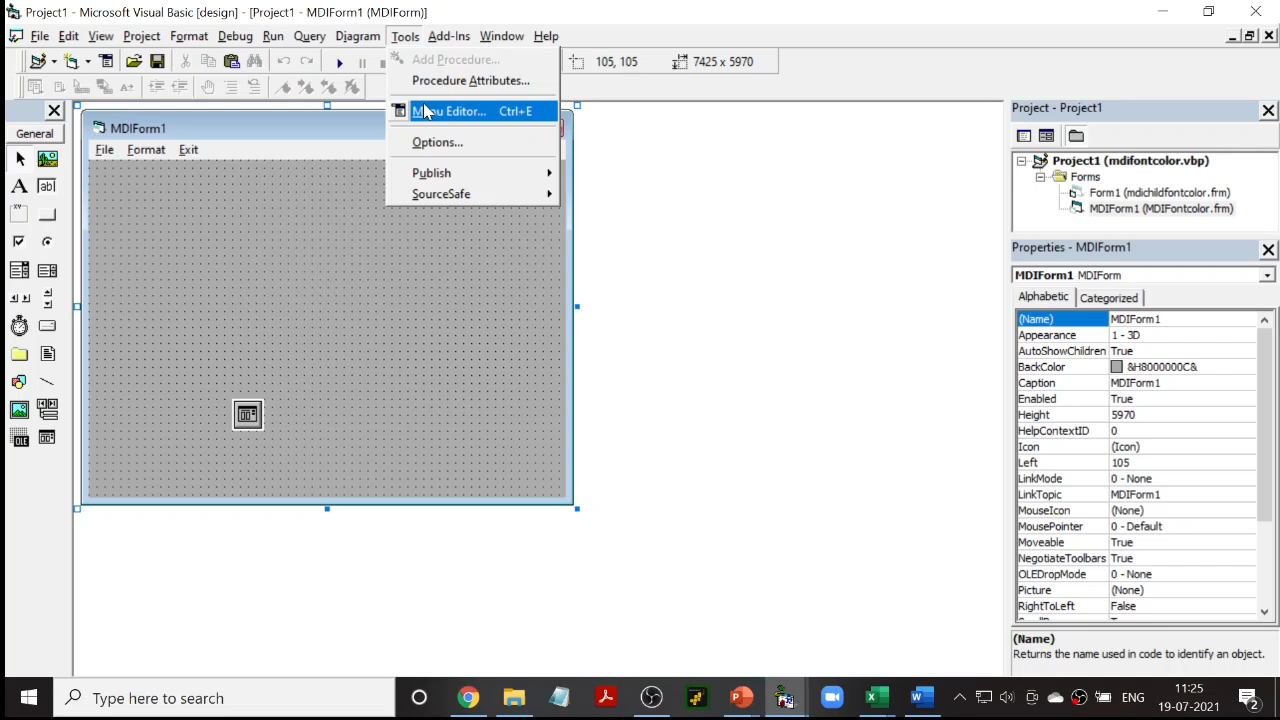 Project1 - Microsoft Visual Basic [design] - [Project1 - MDIForm1 (MDIForm)]
File Edit View Project Format Debug Run Query Diagram Tools Add-Ins Window Help
105, 105 7425 x 5970
Add Procedure...
Procedure Attributes...
Menu Editor... Ctrl+E
Options...
Publish
SourceSafe
General
A
ab|
xy
OLE
MDIForm1
File Format Exit
Project - Project1
Project1 (mdifontcolor.vbp)
Forms
Form1 (mdichildfontcolor.frm)
MDIForm1 (MDIFontcolor.frm)
Properties - MDIForm1
MDIForm1 MDIForm
Alphabetic Categorized
(Name) MDIForm1
Appearance 1 - 3D
AutoShowChildren True
BackColor &H8000000C&
Caption MDIForm1
Enabled True
Height 5970
HelpContextID 0
Icon (Icon)
Left 105
LinkMode 0 - None
LinkTopic MDIForm1
MouseIcon (None)
MousePointer 0 - Default
Moveable True
NegotiateToolbars True
OLEDropMode 0 - None
Picture (None)
RightToLeft False
(Name)
Returns the name used in code to identify an object.
Type here to search
ENG
11:25
19-07-2021
2